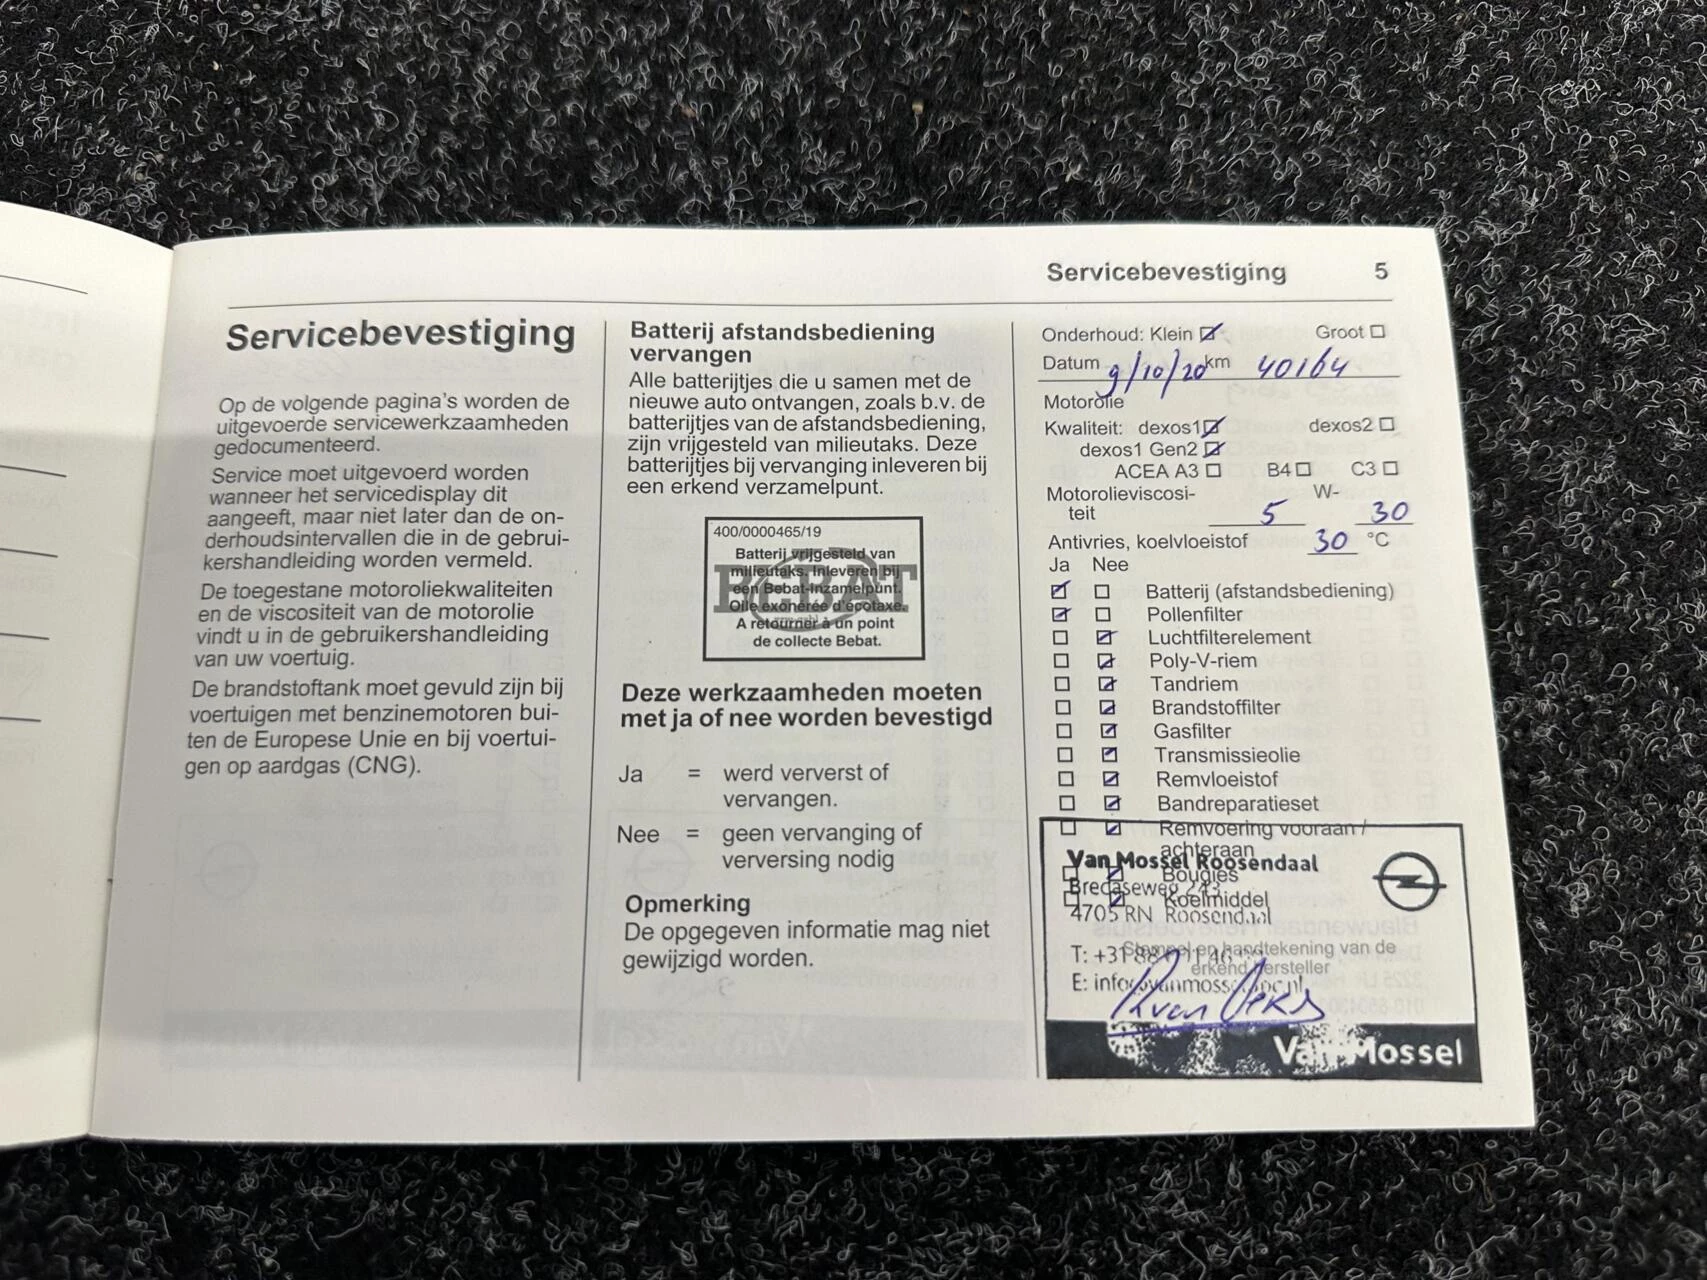 Servicebevestiging 5
Servicebevestiging
Op de volgende pagina's worden de
uitgevoerde servicewerkzaamheden
gedocumenteerd.
Service moet uitgevoerd worden
wanneer het servicedisplay dit
aangeeft, maar niet later dan de on-
derhoudsintervallen die in de gebrui-
kershandleiding worden vermeld.
De toegestane motoroliekwaliteiten
en de viscositeit van de motorolie
vindt u in de gebruikershandleiding
van uw voertuig.
De brandstoftank moet gevuld zijn bij
voertuigen met benzinemotoren bui-
ten de Europese Unie en bij voertui-
gen op aardgas (CNG).
Batterij afstandsbediening
vervangen
Alle batterijtjes die u samen met de
nieuwe auto ontvangen, zoals b.v. de
batterijtjes van de afstandsbediening,
zijn vrijgesteld van milieutaks. Deze
batterijtjes bij vervanging inleveren bij
een erkend verzamelpunt.
400/0000465/19
BEBAT
Batterij vrijgesteld van
milieutaks. Inleveren bij
een Bebat-Inzamelpunt.
Oile exonérée d'écotaxe.
A retourner à un point
de collecte Bebat.
Deze werkzaamheden moeten
met ja of nee worden bevestigd
Ja = werd ververst of
vervangen.
Nee = geen vervanging of
verversing nodig
Opmerking
De opgegeven informatie mag niet
gewijzigd worden.
Onderhoud: Klein ☑ Groot ☐
Datum 9/10/20 km 40164
Motorolie
Kwaliteit: dexos1 ☑ dexos2 ☐
dexos1 Gen2 ☑
ACEA A3 ☐ B4 ☐ C3 ☐
Motorolieviscosi-
teit 5 W- 30
Antivries, koelvloeistof 30 °C
Ja Nee
☑ ☐ Batterij (afstandsbediening)
☑ ☐ Pollenfilter
☐ ☑ Luchtfilterelement
☐ ☑ Poly-V-riem
☐ ☑ Tandriem
☐ ☑ Brandstoffilter
☐ ☑ Gasfilter
☐ ☑ Transmissieolie
☐ ☑ Remvloeistof
☐ ☑ Bandreparatieset
☐ ☑ Remvoering vooraan /
achteraan
☐ ☑ Bougies
☐ ☑ Koelmiddel
Stempel en handtekening van de
erkend hersteller
Van Mossel Roosendaal
Bredaseweg 243
4705 RN Roosendaal
T: +31
E:
Van Mossel